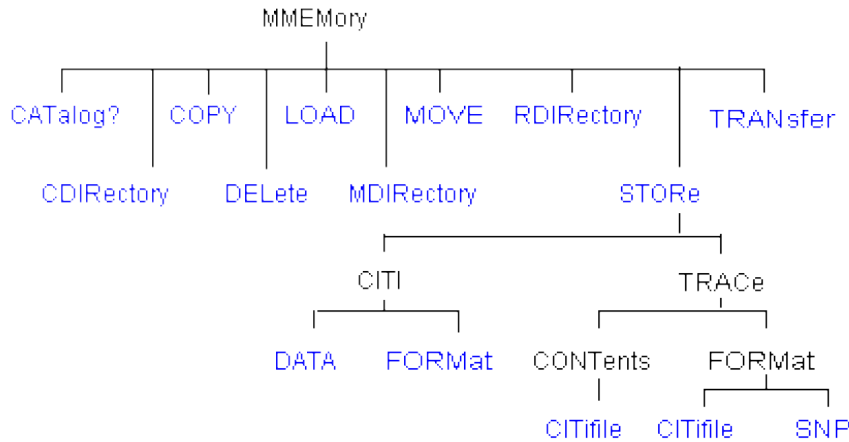 MMEMory
CATalog? COPY LOAD MOVE RDIRectory TRANsfer
CDIRectory DELete MDIRectory STORe
CITI TRACe
DATA FORMat CONTents FORMat
CITifile CITifile SNP